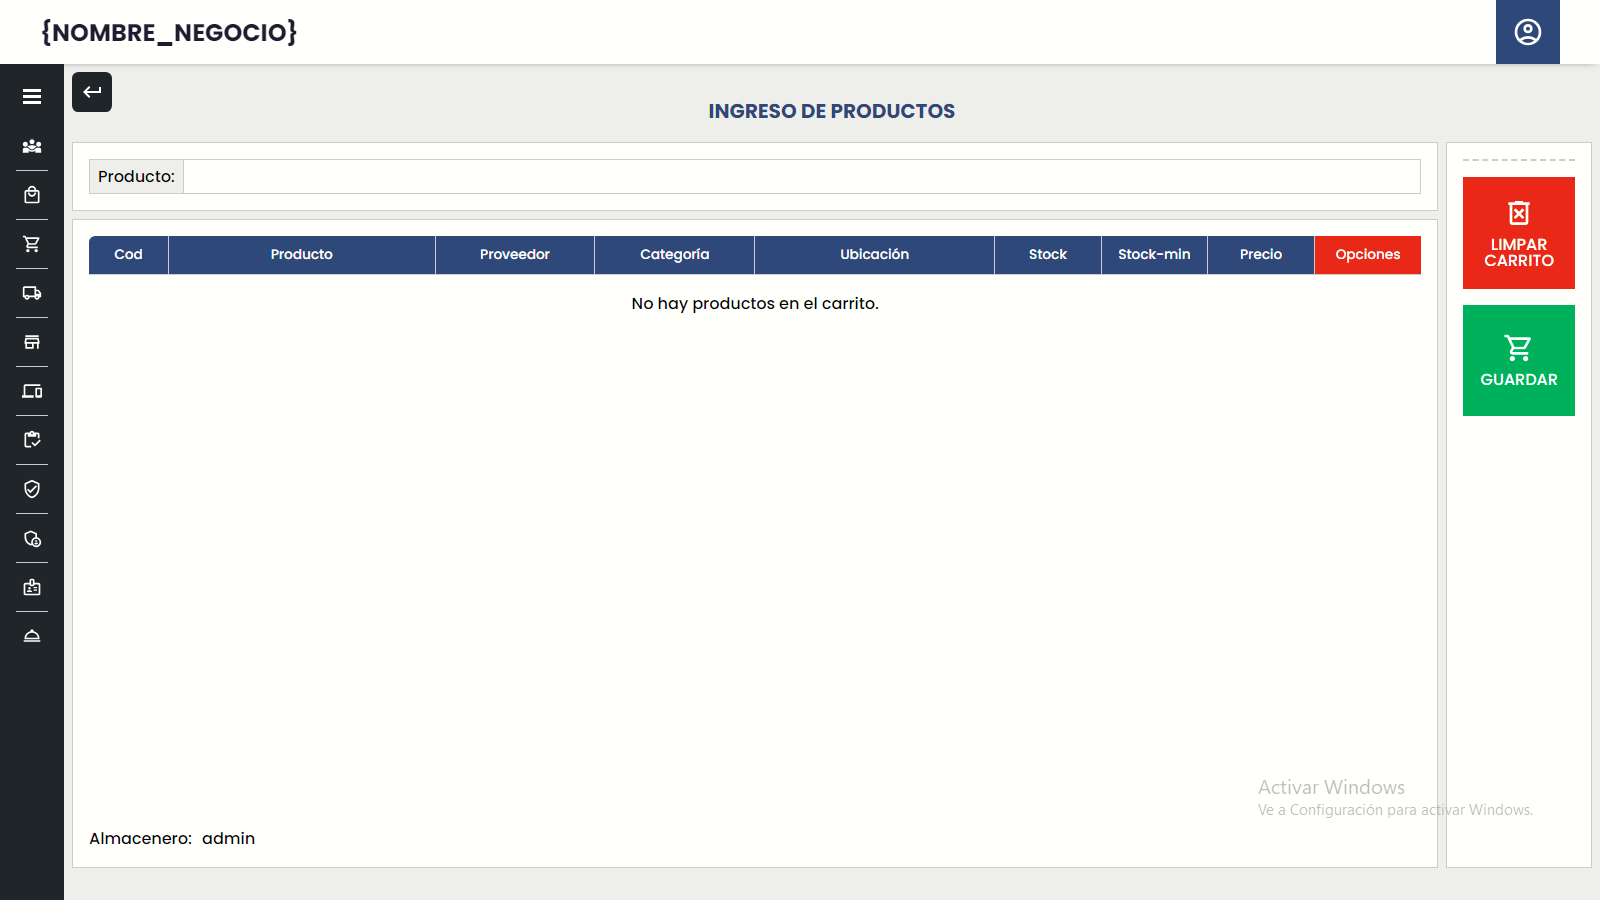 {NOMBRE_NEGOCIO}
INGRESO DE PRODUCTOS
Producto:
Cod Producto Proveedor Categoría Ubicación Stock Stock-min Precio Opciones
No hay productos en el carrito.
LIMPAR
CARRITO
GUARDAR
Activar Windows
Ve a Configuración para activar Windows.
Almacenero: admin